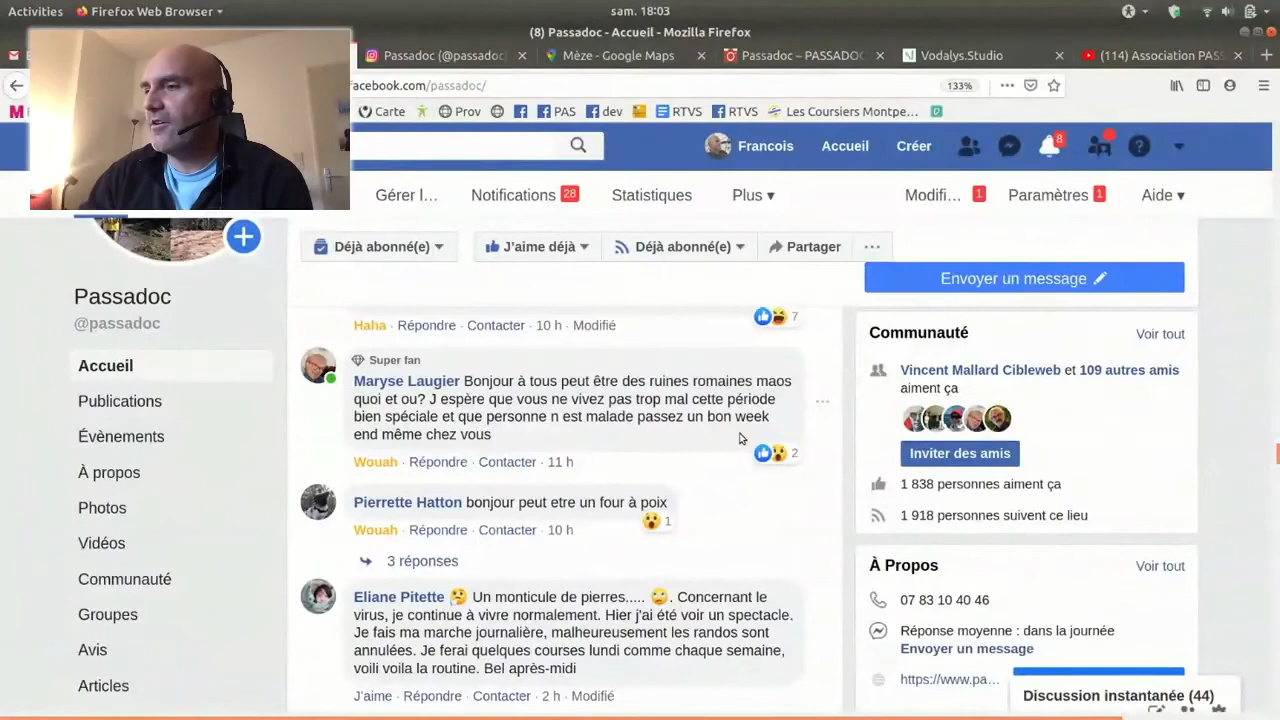 Activities
Firefox Web Browser
sam. 18:03
(8) Passadoc - Accueil - Mozilla Firefox
Passadoc (@passadoc
Mèze - Google Maps
Passadoc – PASSADOC
Vodalys.Studio
(114) Association PAS
facebook.com/passadoc/
133%
Carte
Prov
PAS
dev
RTVS
RTVS
Les Coursiers Montpe...
Francois
Accueil
Créer
8
Gérer l...
Notifications 28
Statistiques
Plus
Modifi... 1
Paramètres 1
Aide
Déjà abonné(e)
J'aime déjà
Déjà abonné(e)
Partager
Envoyer un message
Passadoc
@passadoc
Accueil
Publications
Évènements
À propos
Photos
Vidéos
Communauté
Groupes
Avis
Articles
Haha · Répondre · Contacter · 10 h · Modifié
7
Super fan
Maryse Laugier Bonjour à tous peut être des ruines romaines maos
quoi et ou? J espère que vous ne vivez pas trop mal cette période
bien spéciale et que personne n est malade passez un bon week
end même chez vous
2
Wouah · Répondre · Contacter · 11 h
Pierrette Hatton bonjour peut etre un four à poix
1
Wouah · Répondre · Contacter · 10 h
3 réponses
Eliane Pitette 🤔 Un monticule de pierres..... 🙄. Concernant le
virus, je continue à vivre normalement. Hier j'ai été voir un spectacle.
Je fais ma marche journalière, malheureusement les randos sont
annulées. Je ferai quelques courses lundi comme chaque semaine,
voili voila la routine. Bel après-midi
J'aime · Répondre · Contacter · 2 h · Modifié
Communauté
Voir tout
Vincent Mallard Cibleweb et 109 autres amis
aiment ça
Inviter des amis
1 838 personnes aiment ça
1 918 personnes suivent ce lieu
À Propos
Voir tout
07 83 10 40 46
Réponse moyenne : dans la journée
Envoyer un message
https://www.pa...
Discussion instantanée (44)